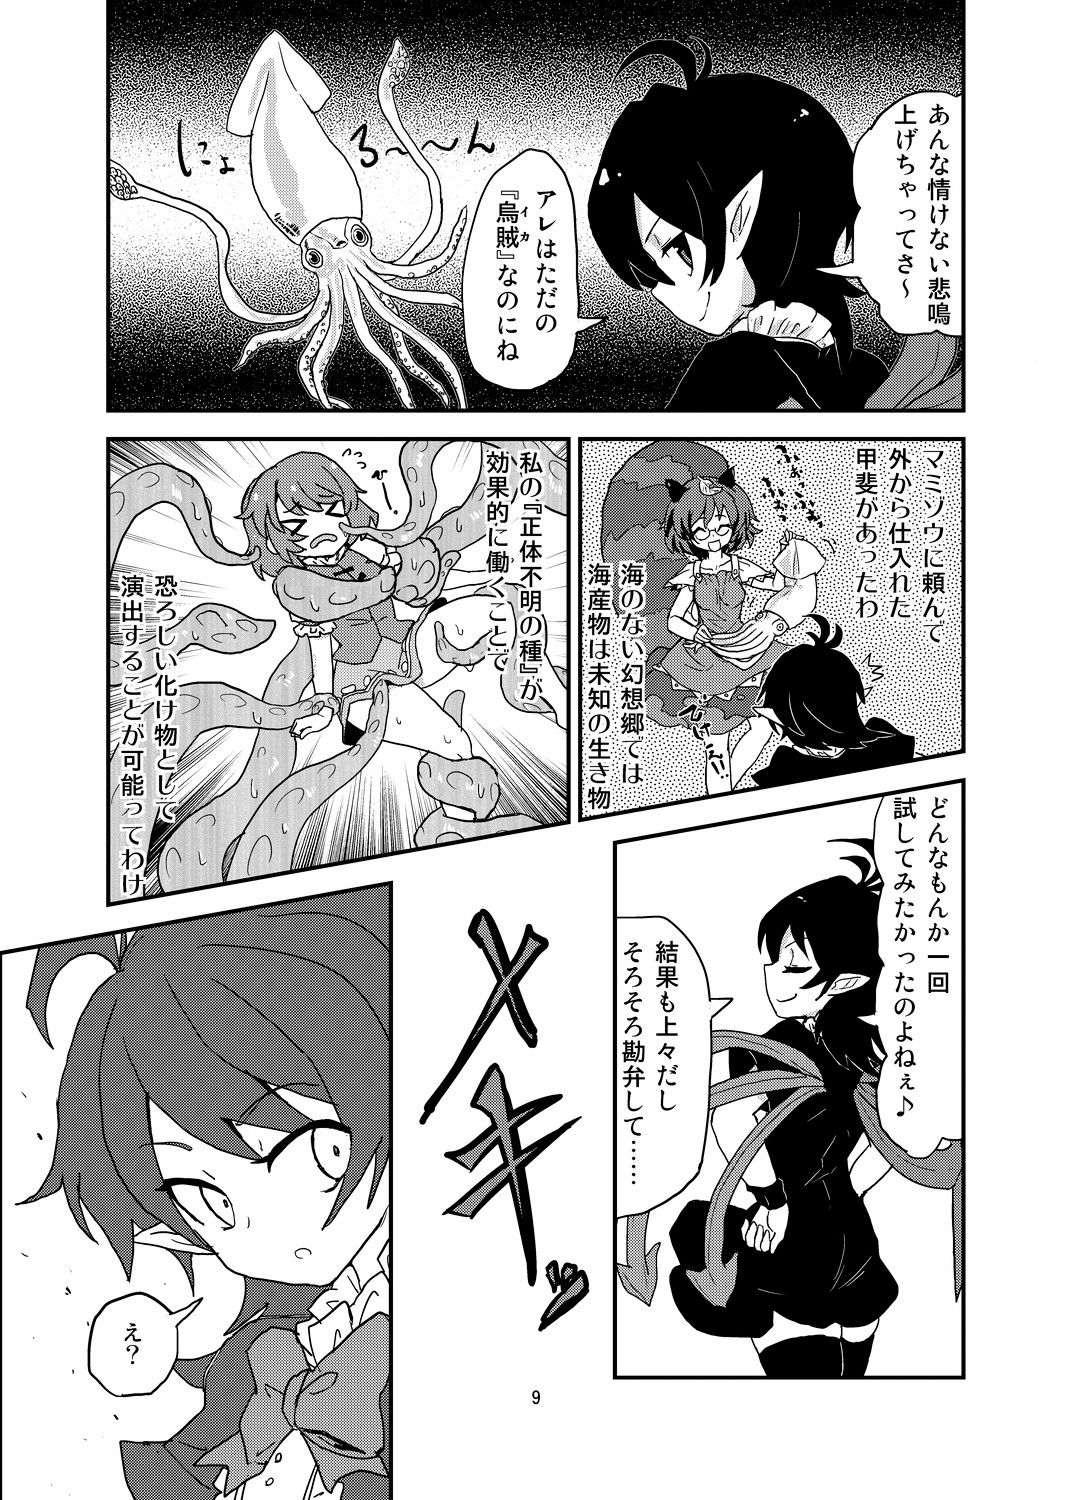 あんな情けない悲鳴
上げちゃってさ～
アレはただの
『烏賊』なのにね
イカ
にょ
ろ～～～ん
マミゾウに頼んで
外から仕入れた
甲斐があったわ
海のない幻想郷では
海産物は未知の生き物
私の『正体不明の種』が
効果的に働くことで
恐ろしい化け物として
演出することが可能ってわけ
どんなもんか一回
試してみたかったのよねぇ♪
結果も上々だし
そろそろ勘弁して……
メキッ
え？
9